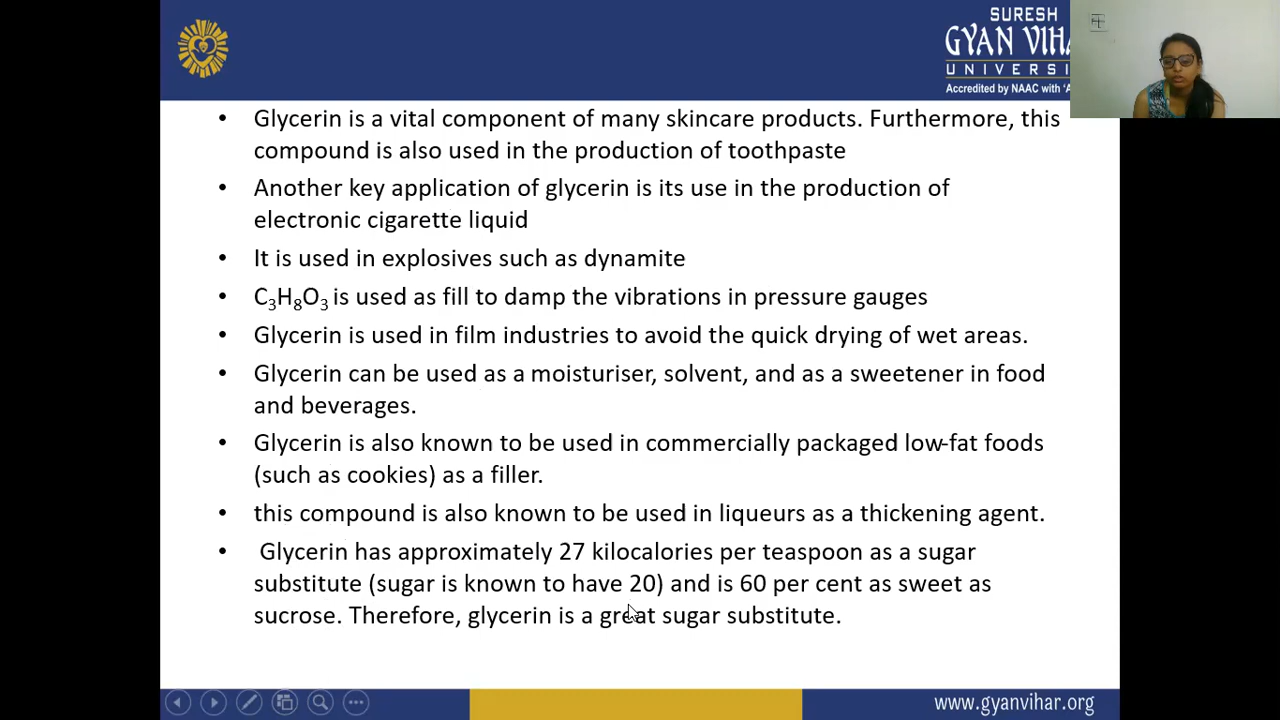 SURESH
GYAN VIHA
UNIVERSI
Accredited by NAAC with 'A
• Glycerin is a vital component of many skincare products. Furthermore, this
compound is also used in the production of toothpaste
• Another key application of glycerin is its use in the production of
electronic cigarette liquid
• It is used in explosives such as dynamite
• C₃H₈O₃ is used as fill to damp the vibrations in pressure gauges
• Glycerin is used in film industries to avoid the quick drying of wet areas.
• Glycerin can be used as a moisturiser, solvent, and as a sweetener in food
and beverages.
• Glycerin is also known to be used in commercially packaged low-fat foods
(such as cookies) as a filler.
• this compound is also known to be used in liqueurs as a thickening agent.
• Glycerin has approximately 27 kilocalories per teaspoon as a sugar
substitute (sugar is known to have 20) and is 60 per cent as sweet as
sucrose. Therefore, glycerin is a great sugar substitute.
www.gyanvihar.org